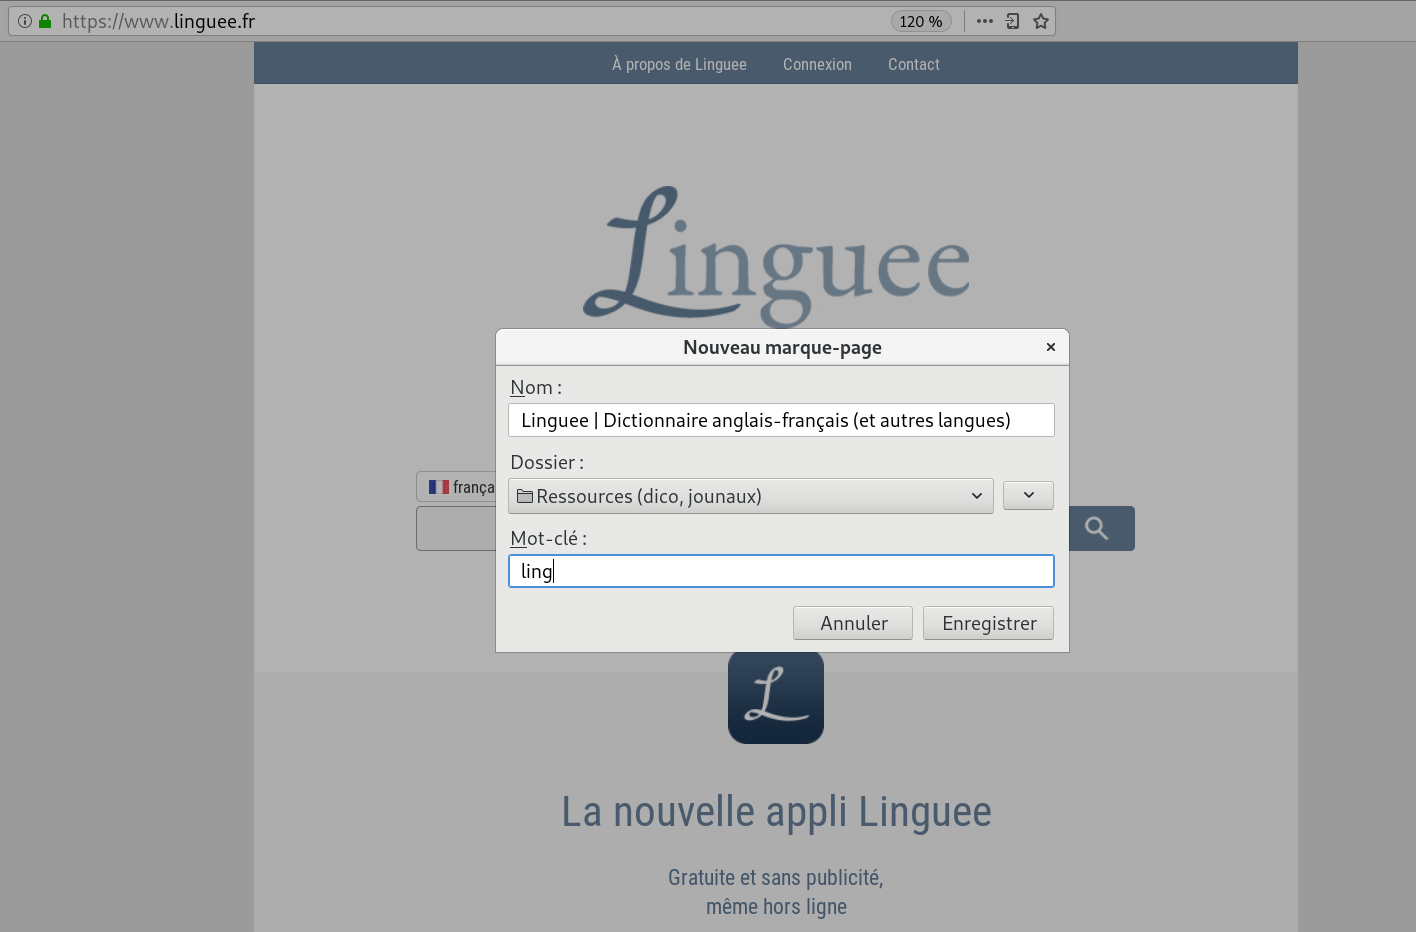 https://www.linguee.fr
120 %
À propos de Linguee Connexion Contact
Linguee
Nouveau marque-page
Nom :
Linguee | Dictionnaire anglais-français (et autres langues)
Dossier :
frança
Ressources (dico, jounaux)
Mot-clé :
ling
Annuler Enregistrer
L
La nouvelle appli Linguee
Gratuite et sans publicité,
même hors ligne